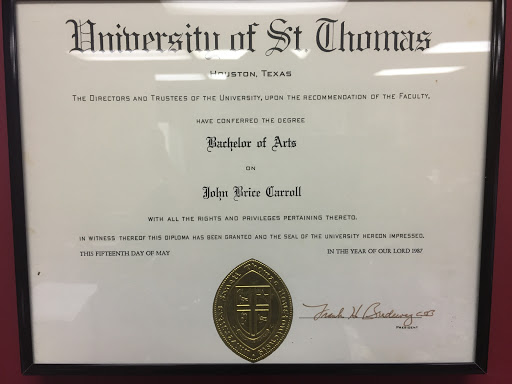 University of St. Thomas
HOUSTON, TEXAS
THE DIRECTORS AND TRUSTEES OF THE UNIVERSITY, UPON THE RECOMMENDATION OF THE FACULTY,
HAVE CONFERRED THE DEGREE
Bachelor of Arts
ON
John Brice Carroll
WITH ALL THE RIGHTS AND PRIVILEGES PERTAINING THERETO.
IN WITNESS THEREOF THIS DIPLOMA HAS BEEN GRANTED AND THE SEAL OF THE UNIVERSITY HEREON IMPRESSED.
THIS FIFTEENTH DAY OF MAY IN THE YEAR OF OUR LORD 1987
Frank H. Bredeweg CSB
PRESIDENT